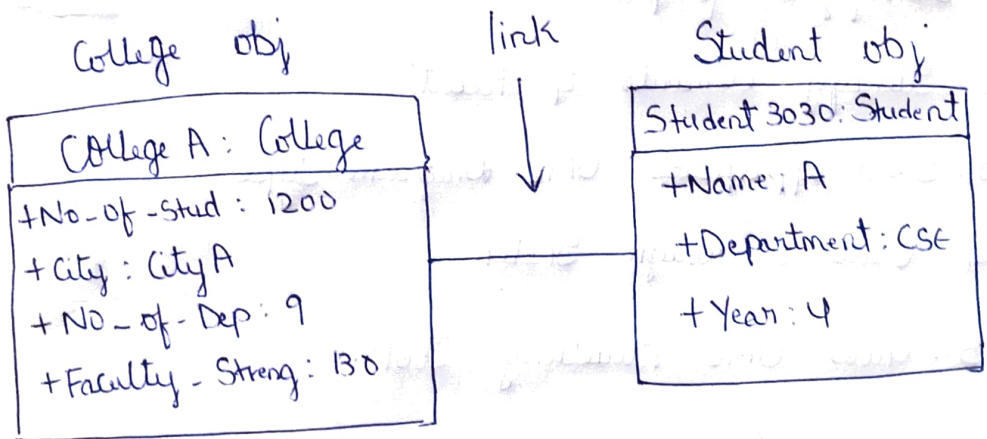 College obj
link
Student obj
College A : College
+No-of-Stud : 1200
+City : City A
+No-of-Dep : 9
+Faculty-Streng : 130
Student 3030: Student
+Name : A
+Department : CSE
+Year : 4